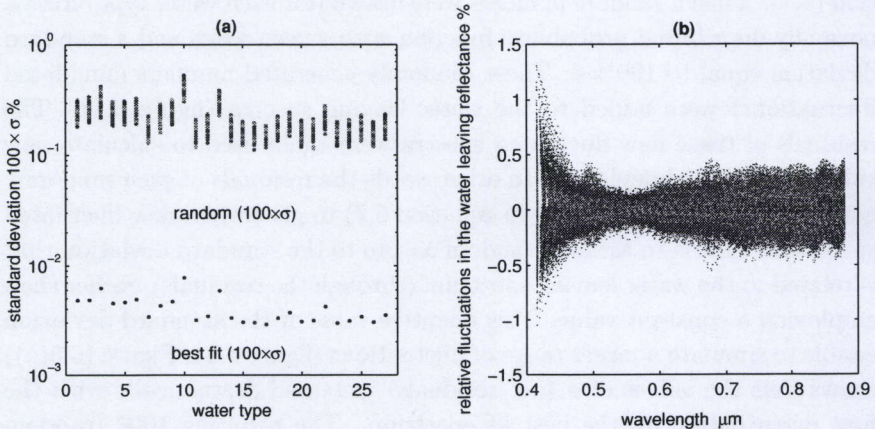 (a)
standard deviation (100× σ) %
10⁰
10⁻¹
10⁻²
10⁻³
random (100×σ)
best fit (100×σ)
0 5 10 15 20 25
water type
(b)
relative fluctuations in the water leaving reflectance %
1.5
1
0.5
0
−0.5
−1
−1.5
0.4 0.5 0.6 0.7 0.8 0.9
wavelength μm